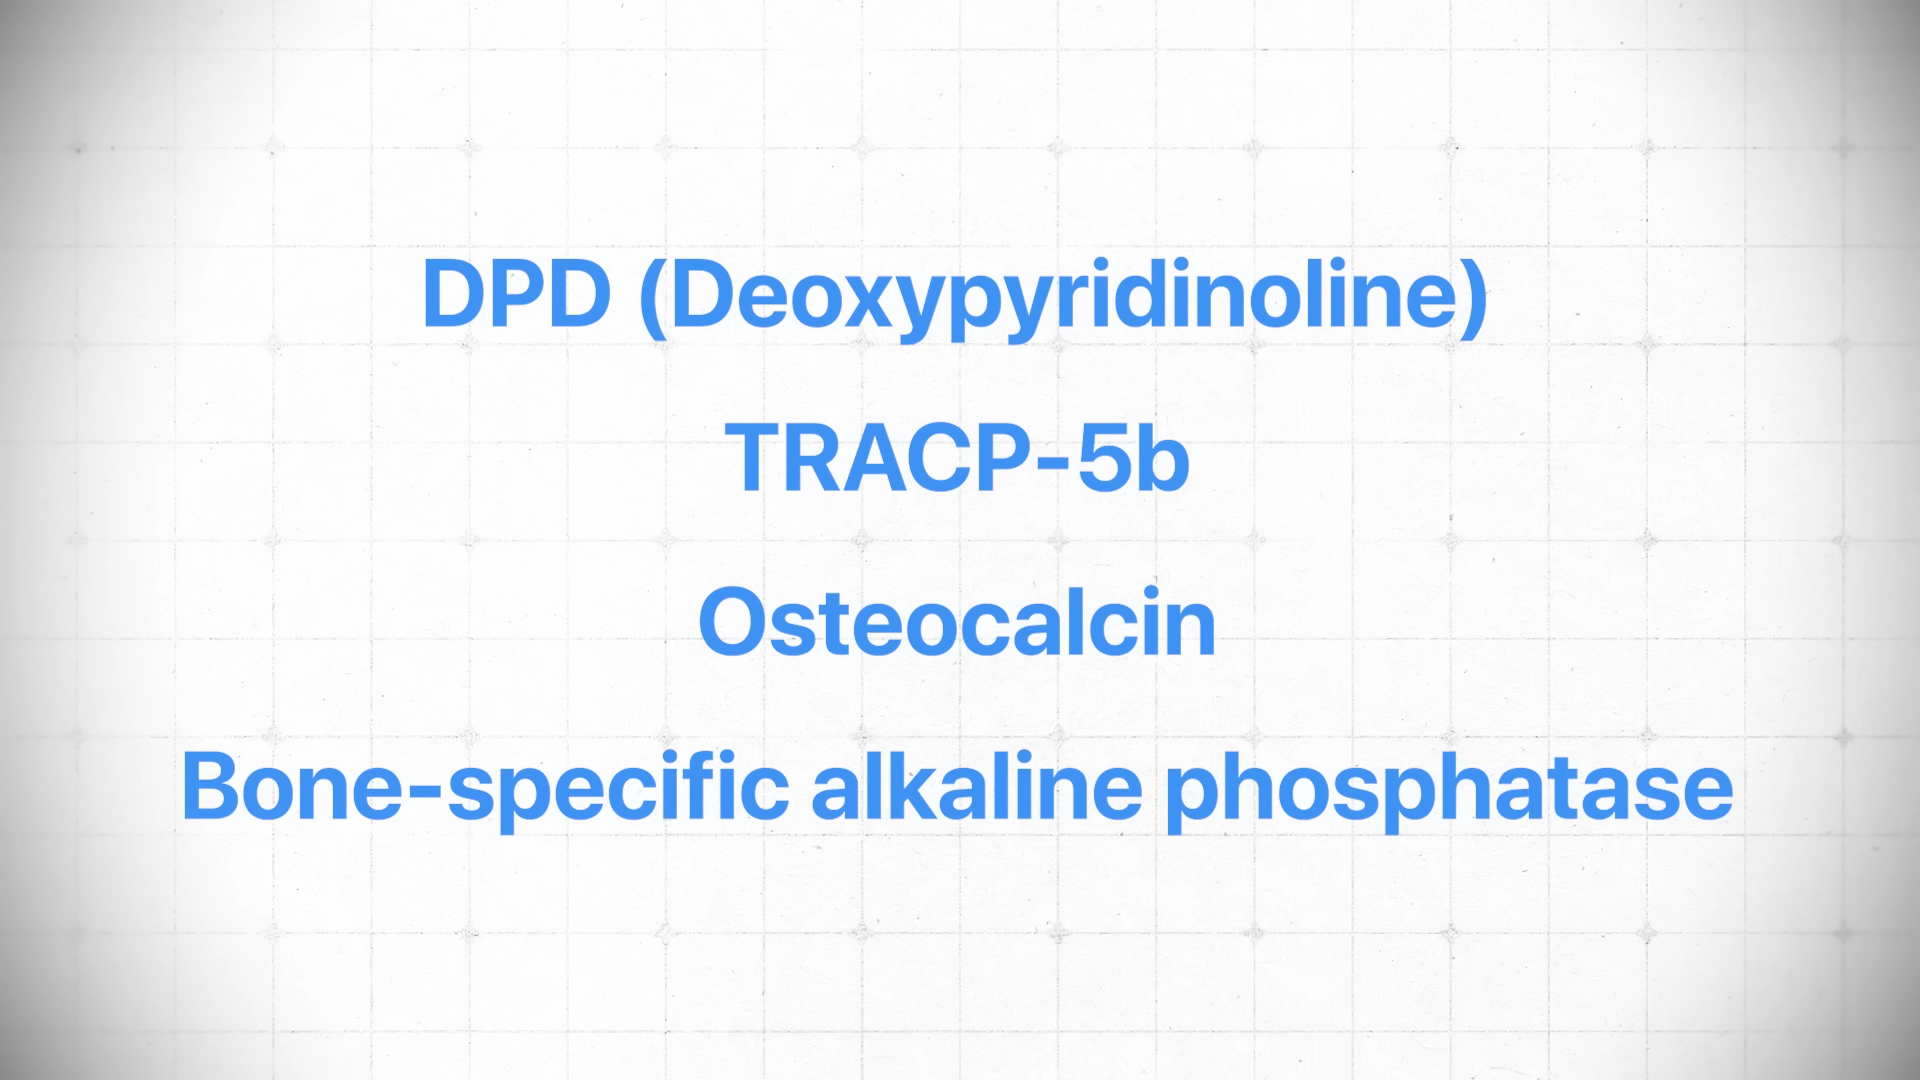 DPD (Deoxypyridinoline)
TRACP-5b
Osteocalcin
Bone-specific alkaline phosphatase